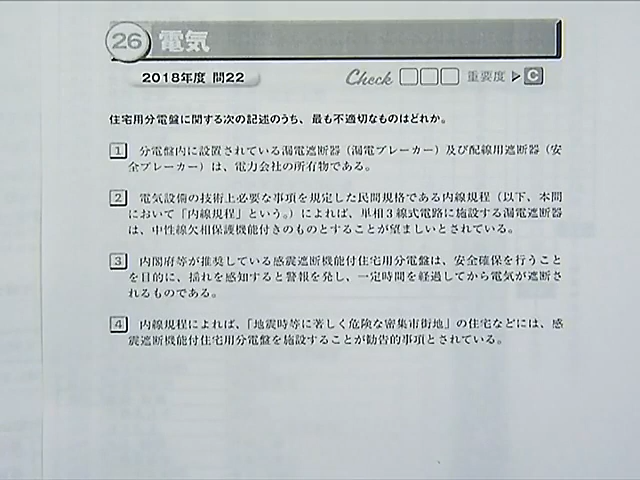 26 電気
2018年度 問22 Check 重要度 ▶ C
住宅用分電盤に関する次の記述のうち、最も不適切なものはどれか。
1 分電盤内に設置されている漏電遮断器（漏電ブレーカー）及び配線用遮断器（安
全ブレーカー）は、電力会社の所有物である。
2 電気設備の技術上必要な事項を規定した民間規格である内線規程（以下、本問
において「内線規程」という。）によれば、単相3線式電路に施設する漏電遮断器
は、中性線欠相保護機能付きのものとすることが望ましいとされている。
3 内閣府等が推奨している感震遮断機能付住宅用分電盤は、安全確保を行うこと
を目的に、揺れを感知すると警報を発し、一定時間を経過してから電気が遮断さ
れるものである。
4 内線規程によれば、「地震時等に著しく危険な密集市街地」の住宅などには、感
震遮断機能付住宅用分電盤を施設することが勧告的事項とされている。